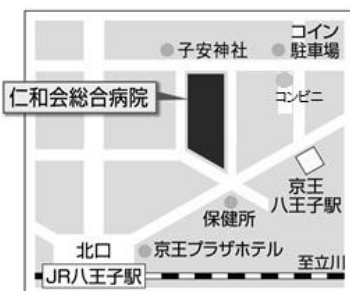 コイン
駐車場
子安神社
仁和会総合病院
コンビニ
京王
八王子駅
保健所
北口
京王プラザホテル
至立川
JR八王子駅